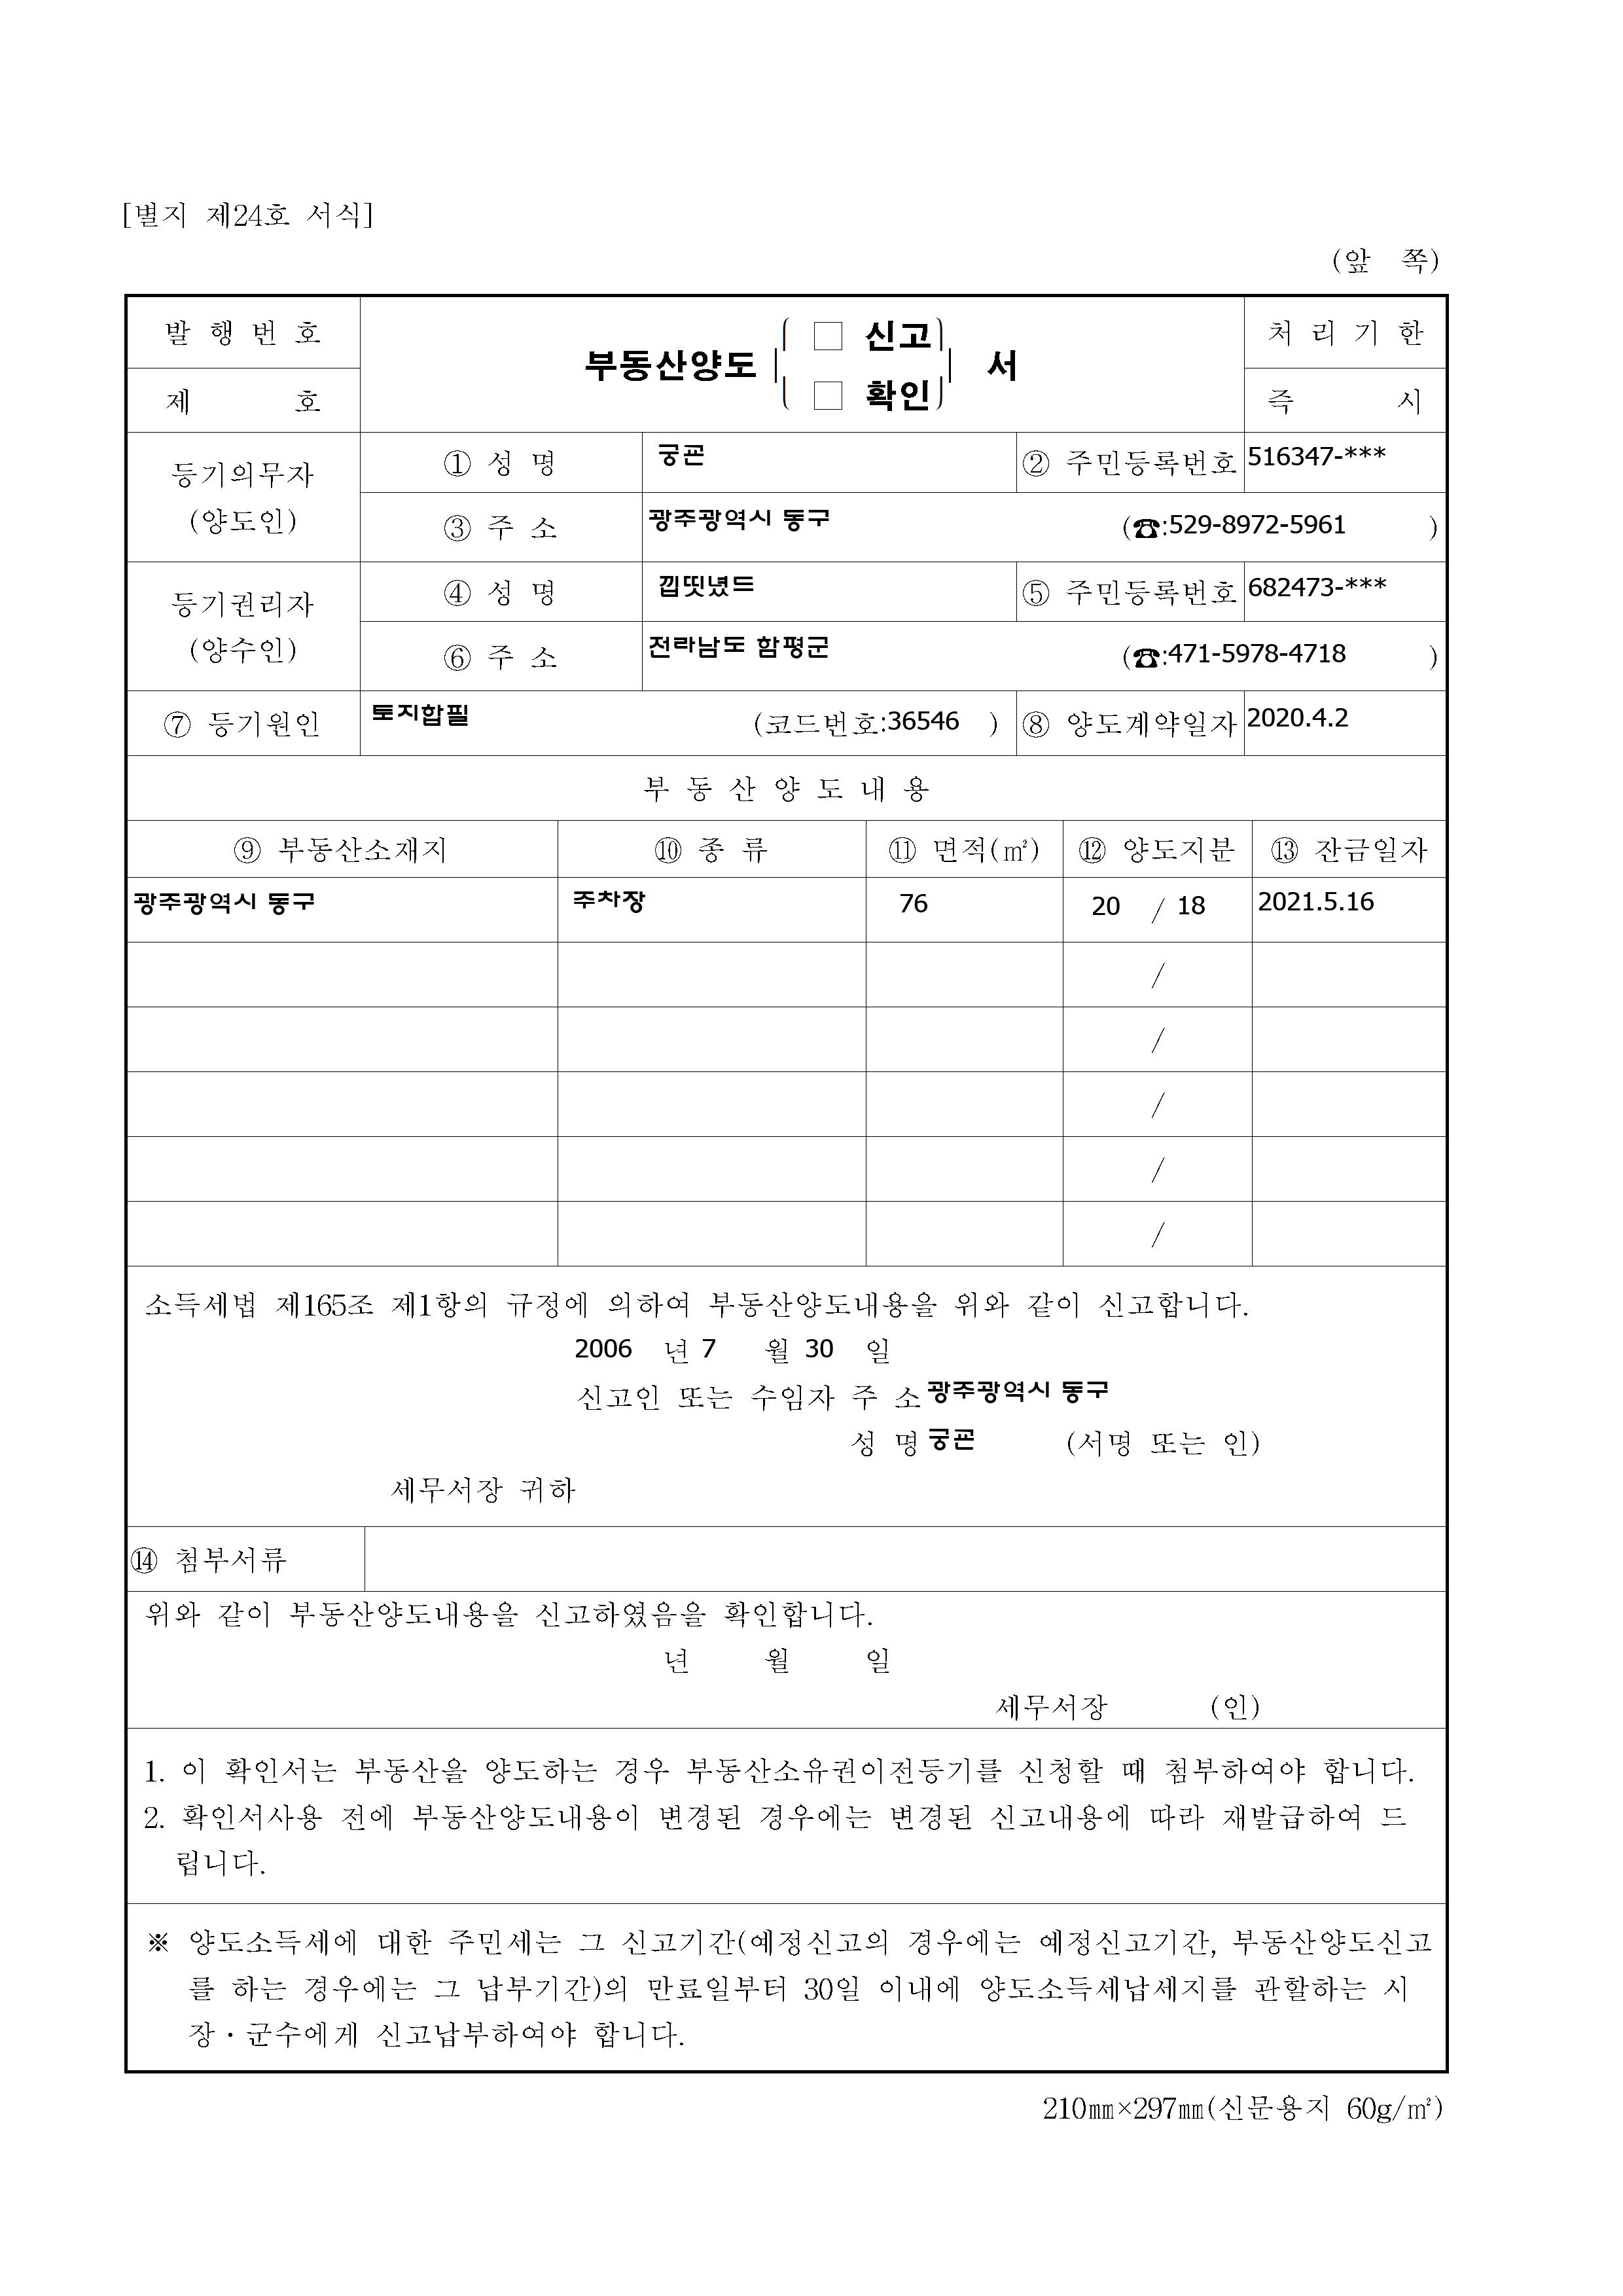 [별지 제24호 서식]
(앞 쪽)
발 행 번 호
제 호
부동산양도 □ 신고 □ 확인 서
처 리 기 한
즉 시
등기의무자
(양도인)
① 성 명 궁괸 ② 주민등록번호 516347-***
③ 주 소 광주광역시 동구 (☎:529-8972-5961 )
등기권리자
(양수인)
④ 성 명 낍띳넜드 ⑤ 주민등록번호 682473-***
⑥ 주 소 전라남도 함평군 (☎:471-5978-4718 )
⑦ 등기원인 토지합필 (코드번호:36546 ) ⑧ 양도계약일자 2020.4.2
부 동 산 양 도 내 용
⑨ 부동산소재지 ⑩ 종 류 ⑪ 면적(㎡) ⑫ 양도지분 ⑬ 잔금일자
광주광역시 동구 주차장 76 20 / 18 2021.5.16
/
/
/
/
/
소득세법 제165조 제1항의 규정에 의하여 부동산양도내용을 위와 같이 신고합니다.
2006 년 7 월 30 일
신고인 또는 수임자 주 소 광주광역시 동구
성 명 궁괸 (서명 또는 인)
세무서장 귀하
⑭ 첨부서류
위와 같이 부동산양도내용을 신고하였음을 확인합니다.
년 월 일
세무서장 (인)
1. 이 확인서는 부동산을 양도하는 경우 부동산소유권이전등기를 신청할 때 첨부하여야 합니다.
2. 확인서사용 전에 부동산양도내용이 변경된 경우에는 변경된 신고내용에 따라 재발급하여 드
립니다.
※ 양도소득세에 대한 주민세는 그 신고기간(예정신고의 경우에는 예정신고기간, 부동산양도신고
를 하는 경우에는 그 납부기간)의 만료일부터 30일 이내에 양도소득세납세지를 관할하는 시
장·군수에게 신고납부하여야 합니다.
210㎜×297㎜(신문용지 60g/㎡)